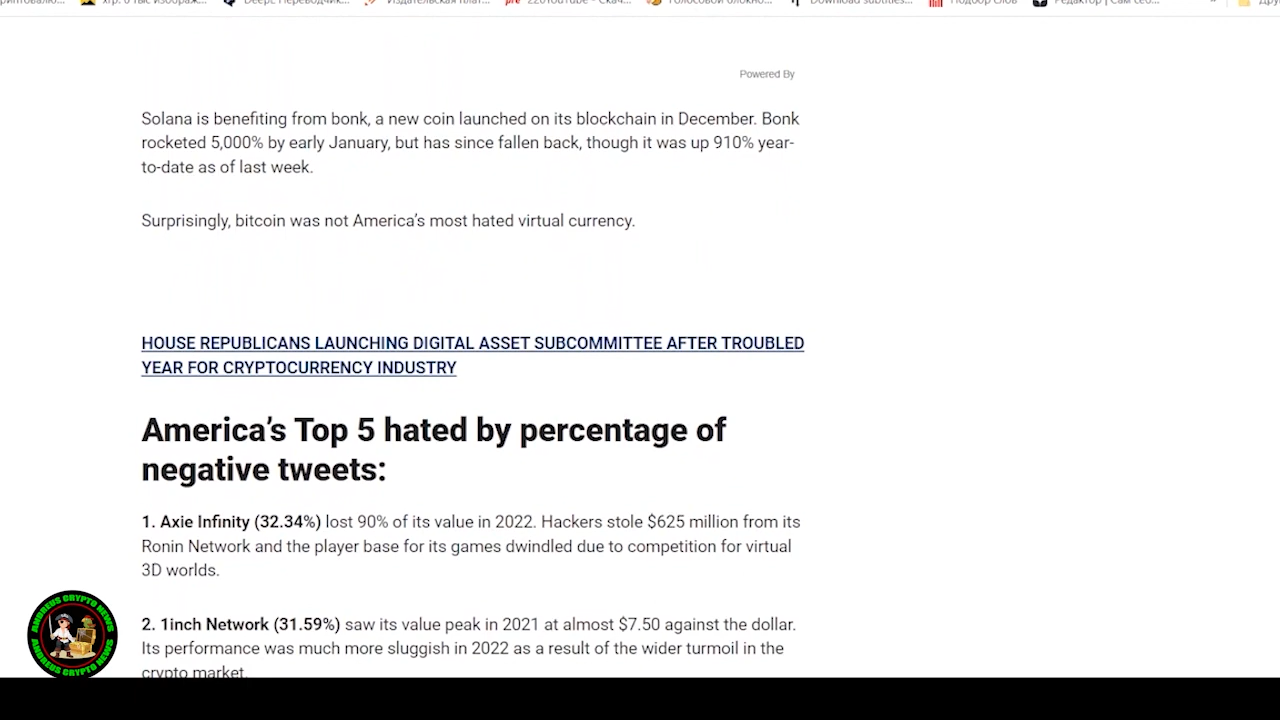 Powered By
Solana is benefiting from bonk, a new coin launched on its blockchain in December. Bonk
rocketed 5,000% by early January, but has since fallen back, though it was up 910% year-
to-date as of last week.
Surprisingly, bitcoin was not America’s most hated virtual currency.
HOUSE REPUBLICANS LAUNCHING DIGITAL ASSET SUBCOMMITTEE AFTER TROUBLED
YEAR FOR CRYPTOCURRENCY INDUSTRY
America’s Top 5 hated by percentage of
negative tweets:
1. Axie Infinity (32.34%) lost 90% of its value in 2022. Hackers stole $625 million from its
Ronin Network and the player base for its games dwindled due to competition for virtual
3D worlds.
2. 1inch Network (31.59%) saw its value peak in 2021 at almost $7.50 against the dollar.
Its performance was much more sluggish in 2022 as a result of the wider turmoil in the
crypto market.
ANDREUS CRYPTO NEWS
ANDREUS CRYPTO NEWS